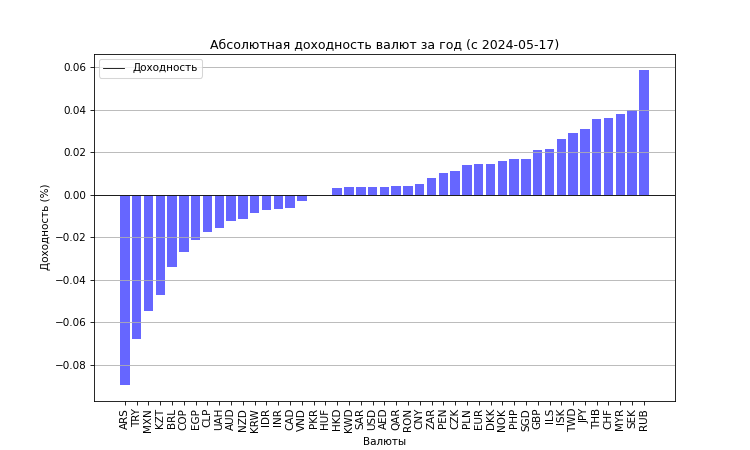 Абсолютная доходность валют за год (с 2024-05-17)
Доходность
Доходность (%)
0.06
0.04
0.02
0.00
−0.02
−0.04
−0.06
−0.08
ARS
TRY
MXN
KZT
BRL
COP
EGP
CLP
UAH
AUD
NZD
KRW
IDR
INR
CAD
VND
PKR
HUF
HKD
KWD
SAR
USD
AED
QAR
RON
CNY
ZAR
PEN
CZK
PLN
EUR
DKK
NOK
PHP
SGD
GBP
ILS
ISK
TWD
JPY
THB
CHF
MYR
SEK
RUB
Валюты